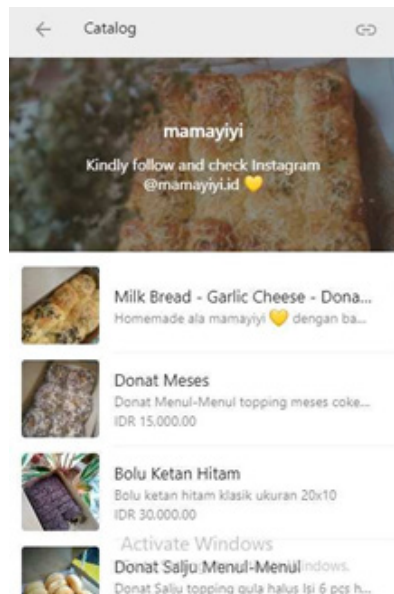 Catalog
mamayiyi
Kindly follow and check Instagram
@mamayiyi.id 💛
Milk Bread - Garlic Cheese - Dona...
Homemade ala mamayiyi 💛 dengan ba...
Donat Meses
Donat Menul-Menul topping meses coke...
IDR 15,000.00
Bolu Ketan Hitam
Bolu ketan hitam klasik ukuran 20x10
IDR 30,000.00
Activate Windows
Donat Salju Menul-Menul
Windows.
Donat Salju topping gula halus Isi 6 pcs h...